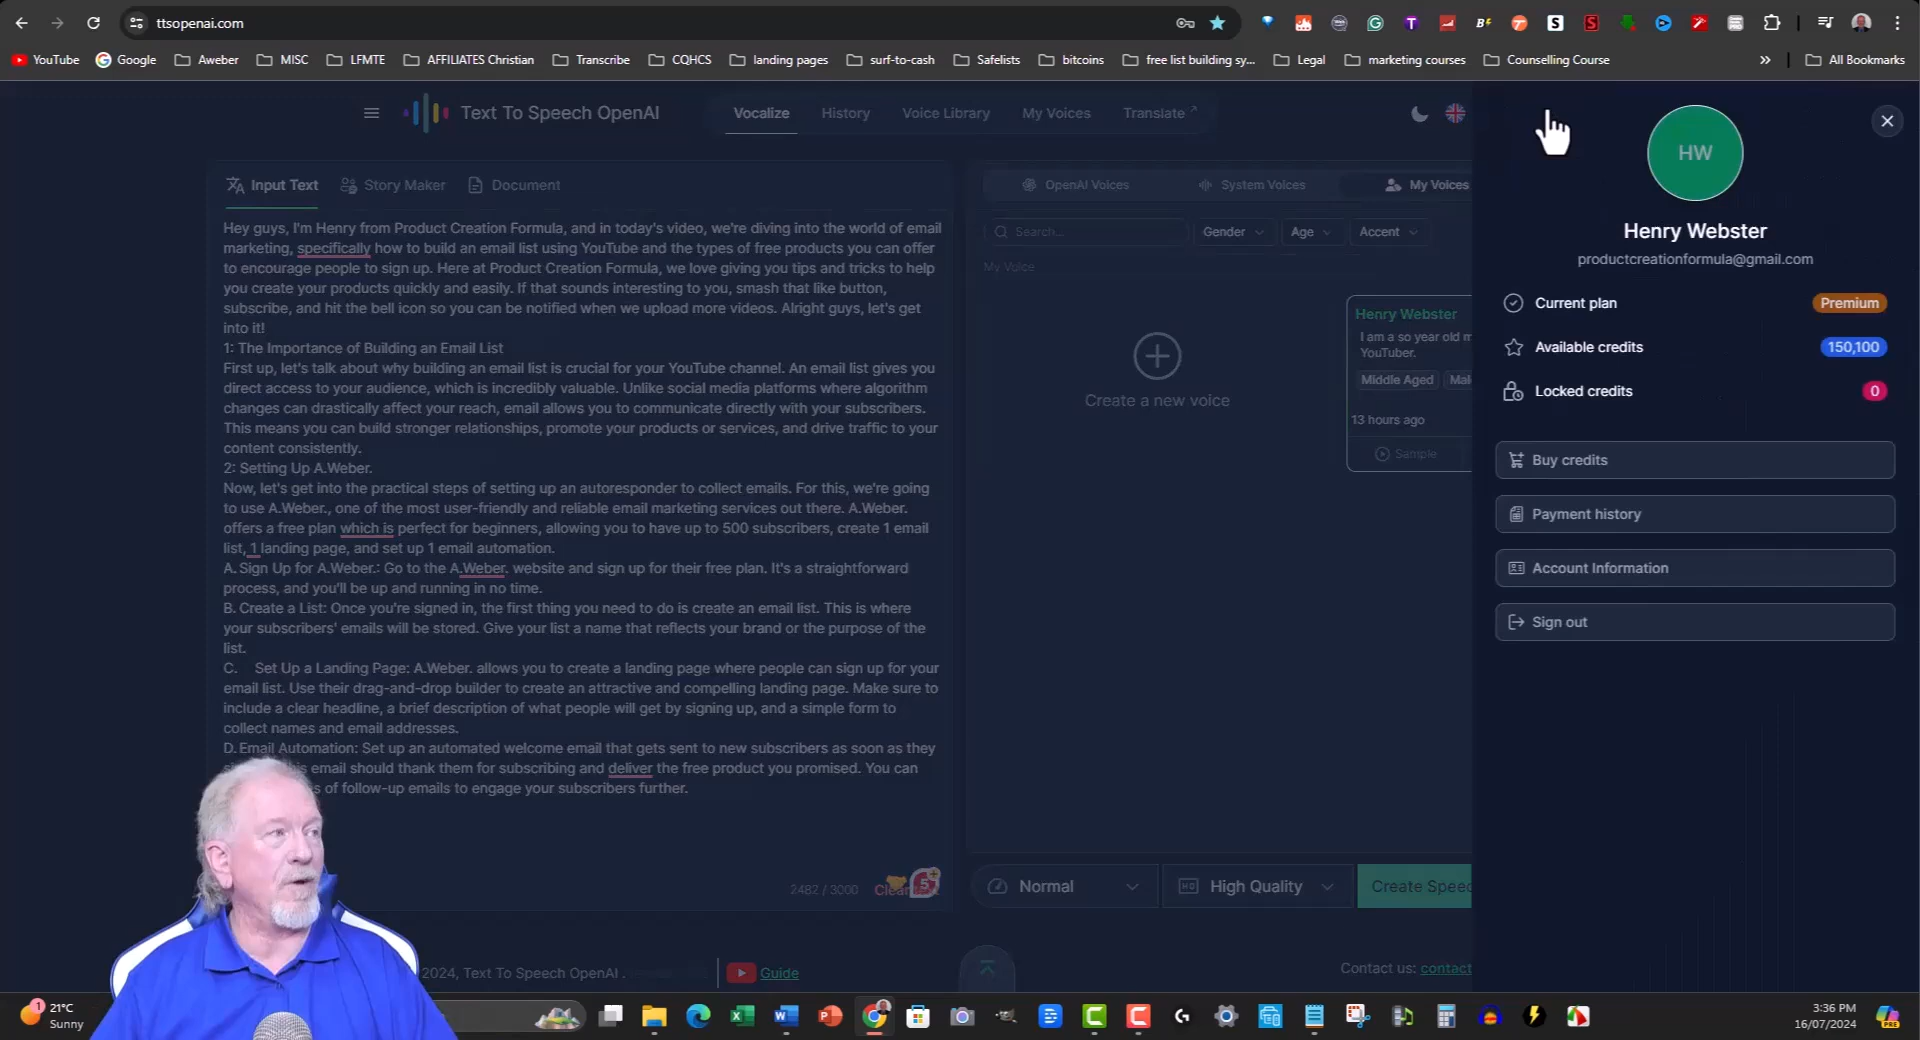 ttsopenai.com
YouTube Google Aweber MISC LFMTE AFFILIATES Christian Transcribe CQHCS landing pages surf-to-cash Safelists bitcoins free list building sy... Legal marketing courses Counselling Course » All Bookmarks
Text To Speech OpenAI Vocalize History Voice Library My Voices Translate
Input Text Story Maker Document
Hey guys, I'm Henry from Product Creation Formula, and in today's video, we're diving into the world of email
marketing, specifically how to build an email list using YouTube and the types of free products you can offer
to encourage people to sign up. Here at Product Creation Formula, we love giving you tips and tricks to help
you create your products quickly and easily. If that sounds interesting to you, smash that like button,
subscribe, and hit the bell icon so you can be notified when we upload more videos. Alright guys, let's get
into it!
1: The Importance of Building an Email List
First up, let's talk about why building an email list is crucial for your YouTube channel. An email list gives you
direct access to your audience, which is incredibly valuable. Unlike social media platforms where algorithm
changes can drastically affect your reach, email allows you to communicate directly with your subscribers.
This means you can build stronger relationships, promote your products or services, and drive traffic to your
content consistently.
2: Setting Up A.Weber.
Now, let's get into the practical steps of setting up an autoresponder to collect emails. For this, we're going
to use A.Weber., one of the most user-friendly and reliable email marketing services out there. A.Weber.
offers a free plan which is perfect for beginners, allowing you to have up to 500 subscribers, create 1 email
list, 1 landing page, and set up 1 email automation.
A. Sign Up for A.Weber.: Go to the A.Weber. website and sign up for their free plan. It's a straightforward
process, and you'll be up and running in no time.
B. Create a List: Once you're signed in, the first thing you need to do is create an email list. This is where
your subscribers' emails will be stored. Give your list a name that reflects your brand or the purpose of the
list.
C. Set Up a Landing Page: A.Weber. allows you to create a landing page where people can sign up for your
email list. Use their drag-and-drop builder to create an attractive and compelling landing page. Make sure to
include a clear headline, a brief description of what people will get by signing up, and a simple form to
collect names and email addresses.
D. Email Automation: Set up an automated welcome email that gets sent to new subscribers as soon as they
email should thank them for subscribing and deliver the free product you promised. You can
of follow-up emails to engage your subscribers further.
2482 / 3000 Clear
OpenAI Voices System Voices My Voices
Search... Gender Age Accent
My Voice
Create a new voice
Henry Webster
I am a so year old m
YouTuber.
Middle Aged Mal
13 hours ago
Sample
Normal High Quality Create Speec
HW
Henry Webster
productcreationformula@gmail.com
Current plan Premium
Available credits 150,100
Locked credits 0
Buy credits
Payment history
Account Information
Sign out
2024, Text To Speech OpenAI . Guide Contact us: contact
21°C
Sunny
3:36 PM
16/07/2024